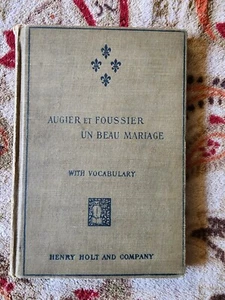 AUGIER ET FOUSSIER
UN BEAU MARIAGE
WITH VOCABULARY
HENRY HOLT AND COMPANY